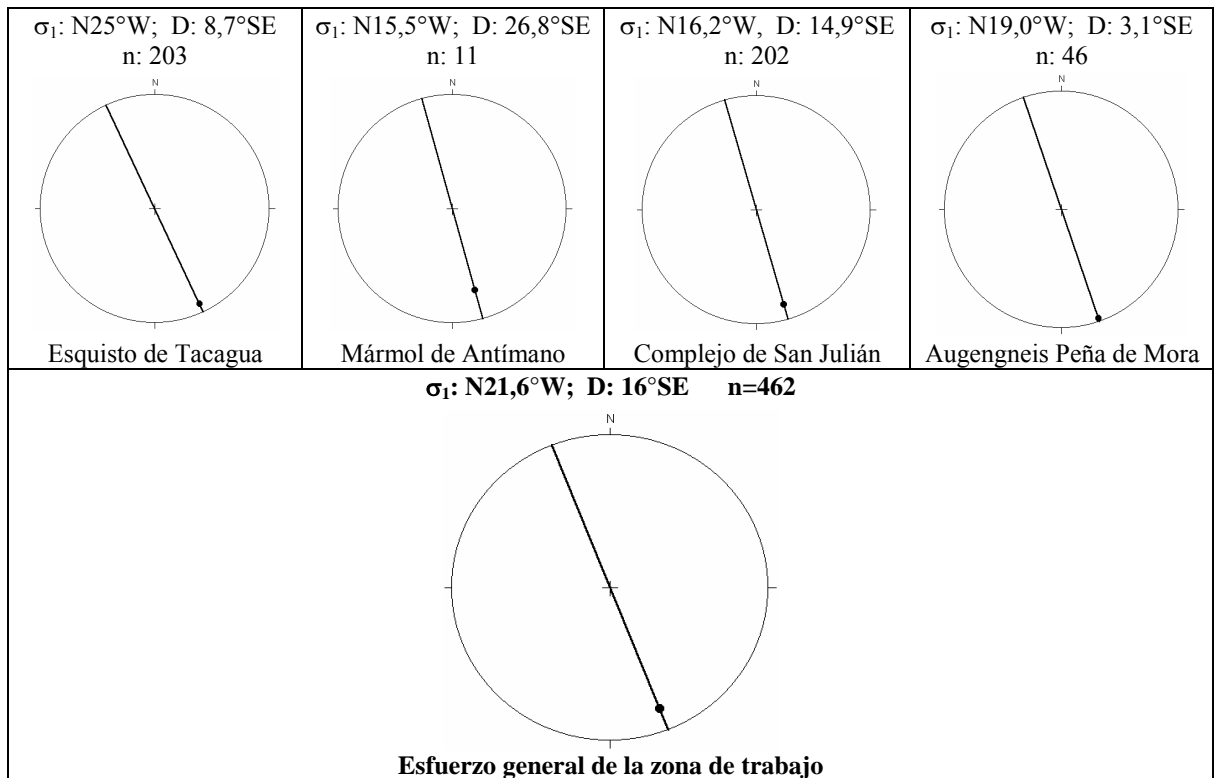 σ₁: N25°W; D: 8,7°SE
n: 203
N
Esquisto de Tacagua
σ₁: N15,5°W; D: 26,8°SE
n: 11
N
Mármol de Antímano
σ₁: N16,2°W, D: 14,9°SE
n: 202
N
Complejo de San Julián
σ₁: N19,0°W; D: 3,1°SE
n: 46
N
Augengneis Peña de Mora
σ₁: N21,6°W; D: 16°SE n=462
N
Esfuerzo general de la zona de trabajo